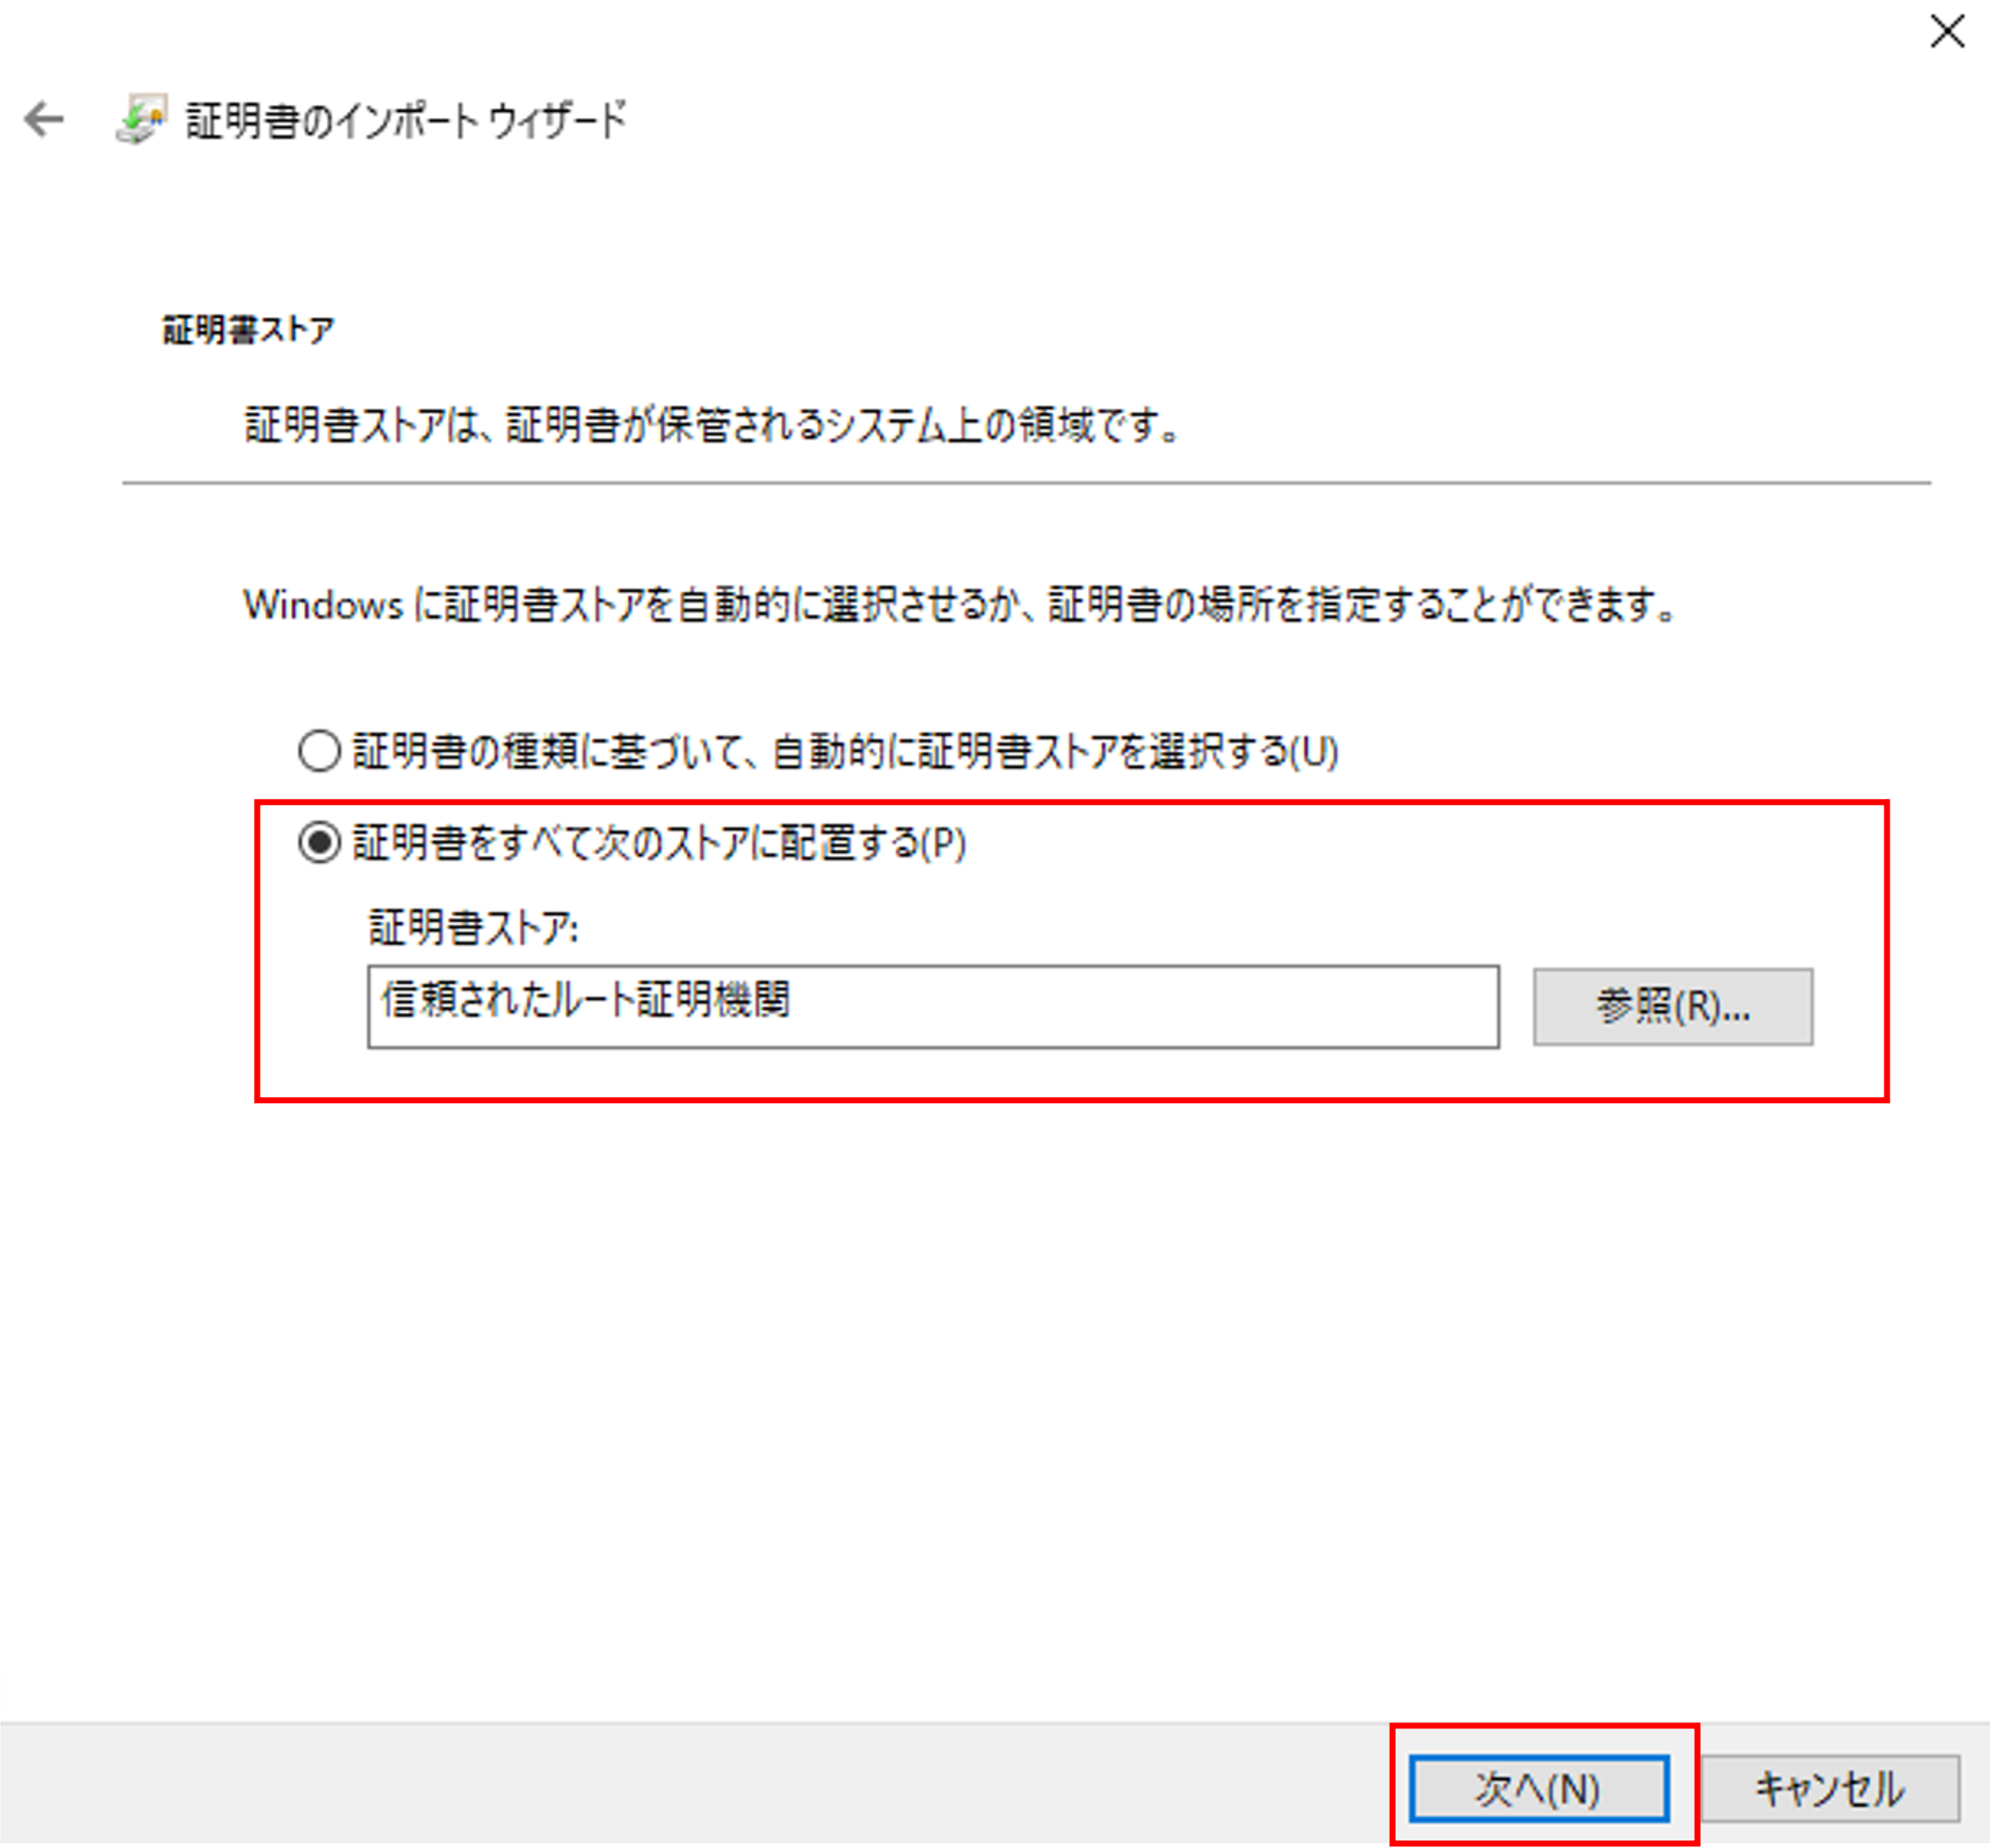 証明書のインポート ウィザード
証明書ストア
証明書ストアは、証明書が保管されるシステム上の領域です。
Windows に証明書ストアを自動的に選択させるか、証明書の場所を指定することができます。
証明書の種類に基づいて、自動的に証明書ストアを選択する(U)
証明書をすべて次のストアに配置する(P)
証明書ストア:
信頼されたルート証明機関
参照(R)...
次へ(N)
キャンセル